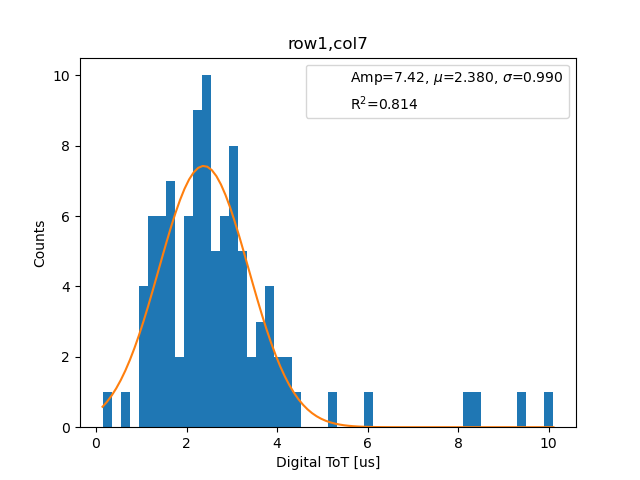 row1,col7
Amp=7.42, μ=2.380, σ=0.990
R²=0.814
10
8
6
4
2
0
Counts
0 2 4 6 8 10
Digital ToT [us]